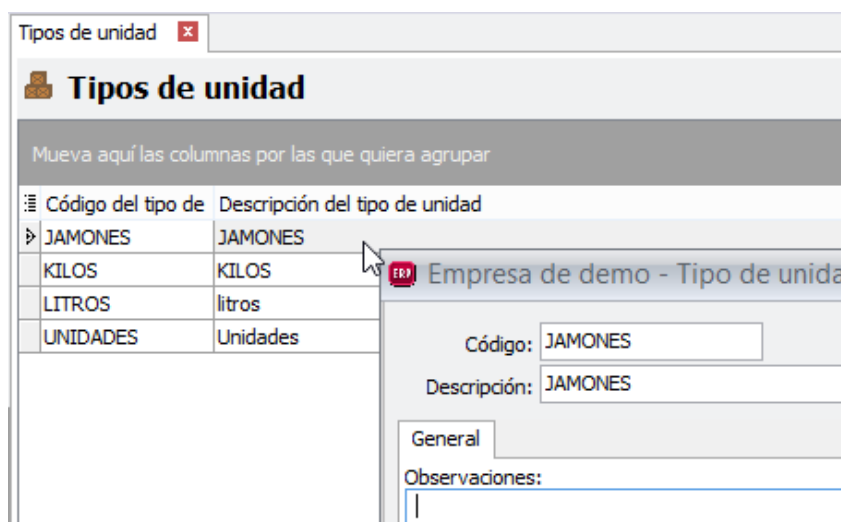 Tipos de unidad
Tipos de unidad
Mueva aquí las columnas por las que quiera agrupar
Código del tipo de Descripción del tipo de unidad
JAMONES JAMONES
KILOS KILOS
LITROS litros
UNIDADES Unidades
ERP Empresa de demo - Tipo de unida
Código: JAMONES
Descripción: JAMONES
General
Observaciones: